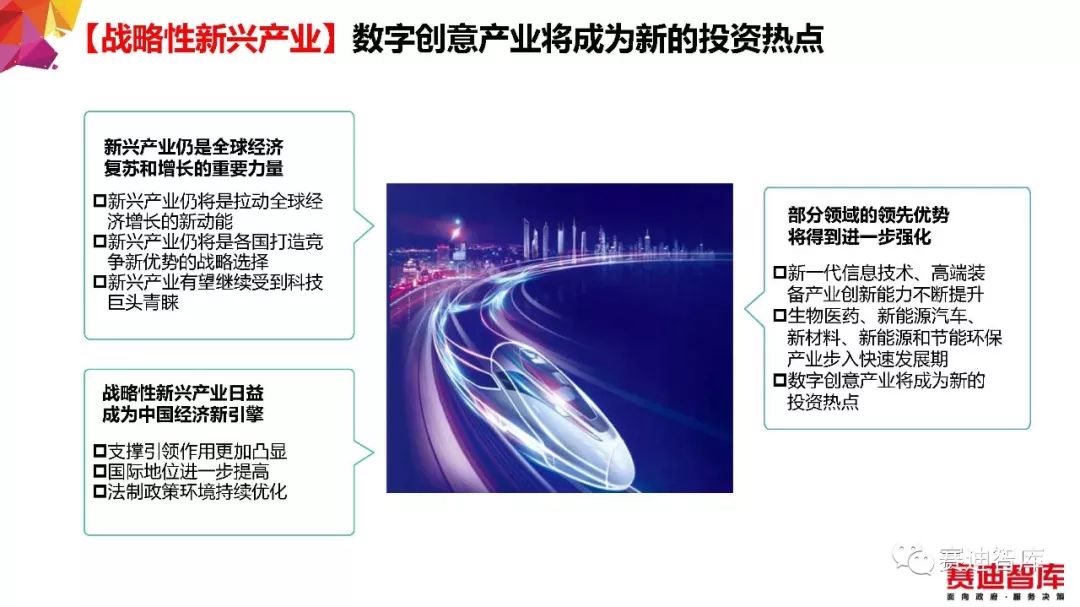 【战略性新兴产业】数字创意产业将成为新的投资热点
新兴产业仍是全球经济
复苏和增长的重要力量
新兴产业仍将是拉动全球经
济增长的新动能
新兴产业仍将是各国打造竞
争新优势的战略选择
新兴产业有望继续受到科技
巨头青睐
战略性新兴产业日益
成为中国经济新引擎
支撑引领作用更加凸显
国际地位进一步提高
法制政策环境持续优化
部分领域的领先优势
将得到进一步强化
新一代信息技术、高端装
备产业创新能力不断提升
生物医药、新能源汽车、
新材料、新能源和节能环保
产业步入快速发展期
数字创意产业将成为新的
投资热点
赛迪智库
赛迪智库
面向政府·服务决策